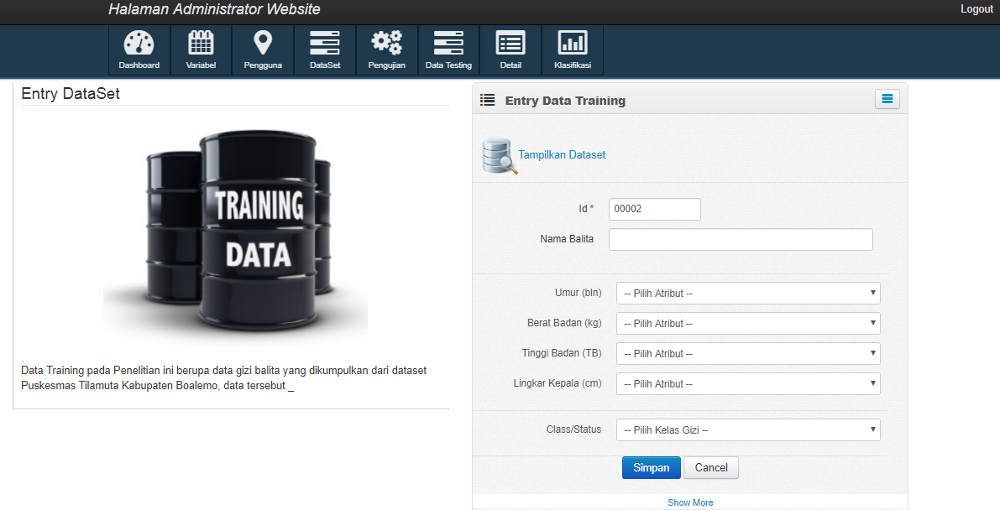 Halaman Administrator Website
Logout
Dashboard
Variabel
Pengguna
DataSet
Pengujian
Data Testing
Detail
Klasifikasi
Entry DataSet
TRAINING
DATA
Data Training pada Penelitian ini berupa data gizi balita yang dikumpulkan dari dataset
Puskesmas Tilamuta Kabupaten Boalemo, data tersebut _
Entry Data Training
Tampilkan Dataset
Id * 00002
Nama Balita
Umur (bln) -- Pilih Atribut --
Berat Badan (kg) -- Pilih Atribut --
Tinggi Badan (TB) -- Pilih Atribut --
Lingkar Kepala (cm) -- Pilih Atribut --
Class/Status -- Pilih Kelas Gizi --
Simpan Cancel
Show More